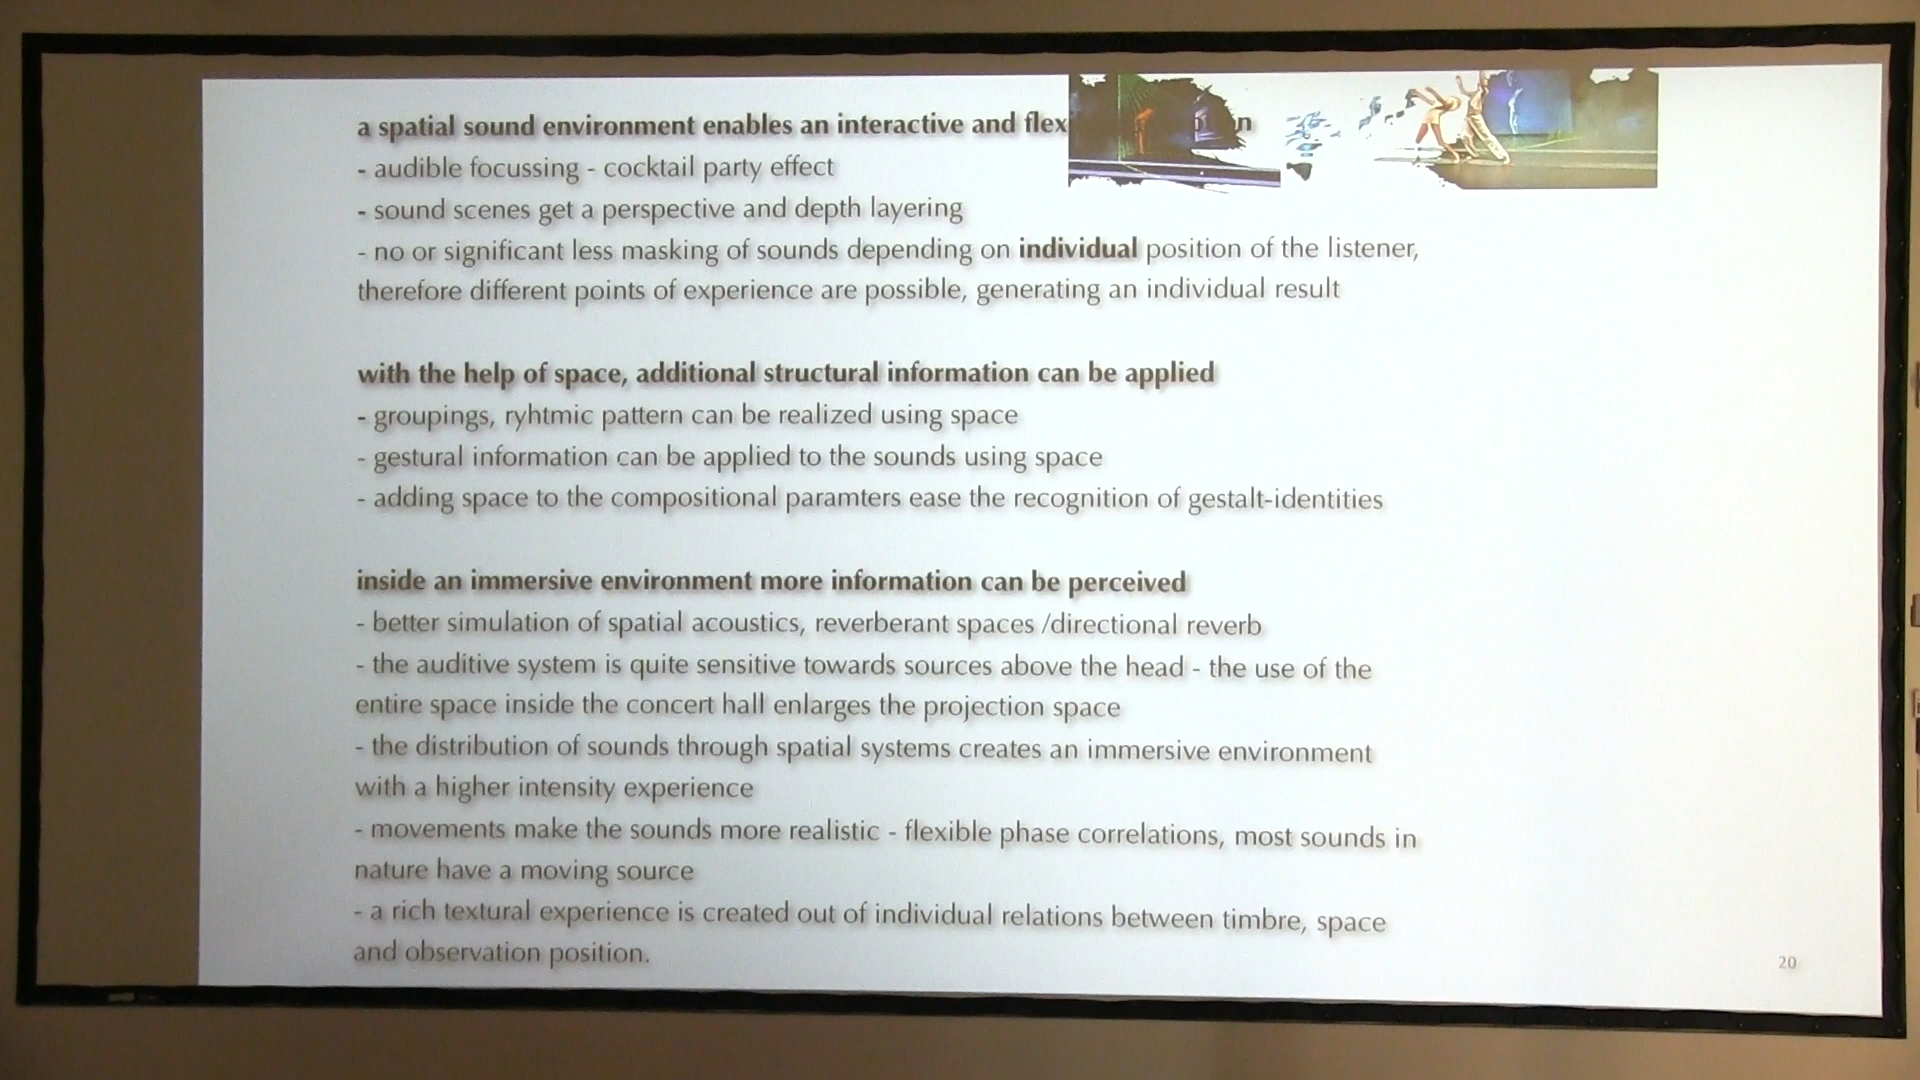 a spatial sound environment enables an interactive and flex
- audible focussing - cocktail party effect
- sound scenes get a perspective and depth layering
- no or significant less masking of sounds depending on individual position of the listener,
therefore different points of experience are possible, generating an individual result
with the help of space, additional structural information can be applied
- groupings, ryhtmic pattern can be realized using space
- gestural information can be applied to the sounds using space
- adding space to the compositional paramters ease the recognition of gestalt-identities
inside an immersive environment more information can be perceived
- better simulation of spatial acoustics, reverberant spaces /directional reverb
- the auditive system is quite sensitive towards sources above the head - the use of the
entire space inside the concert hall enlarges the projection space
- the distribution of sounds through spatial systems creates an immersive environment
with a higher intensity experience
- movements make the sounds more realistic - flexible phase correlations, most sounds in
nature have a moving source
- a rich textural experience is created out of individual relations between timbre, space
and observation position.
20